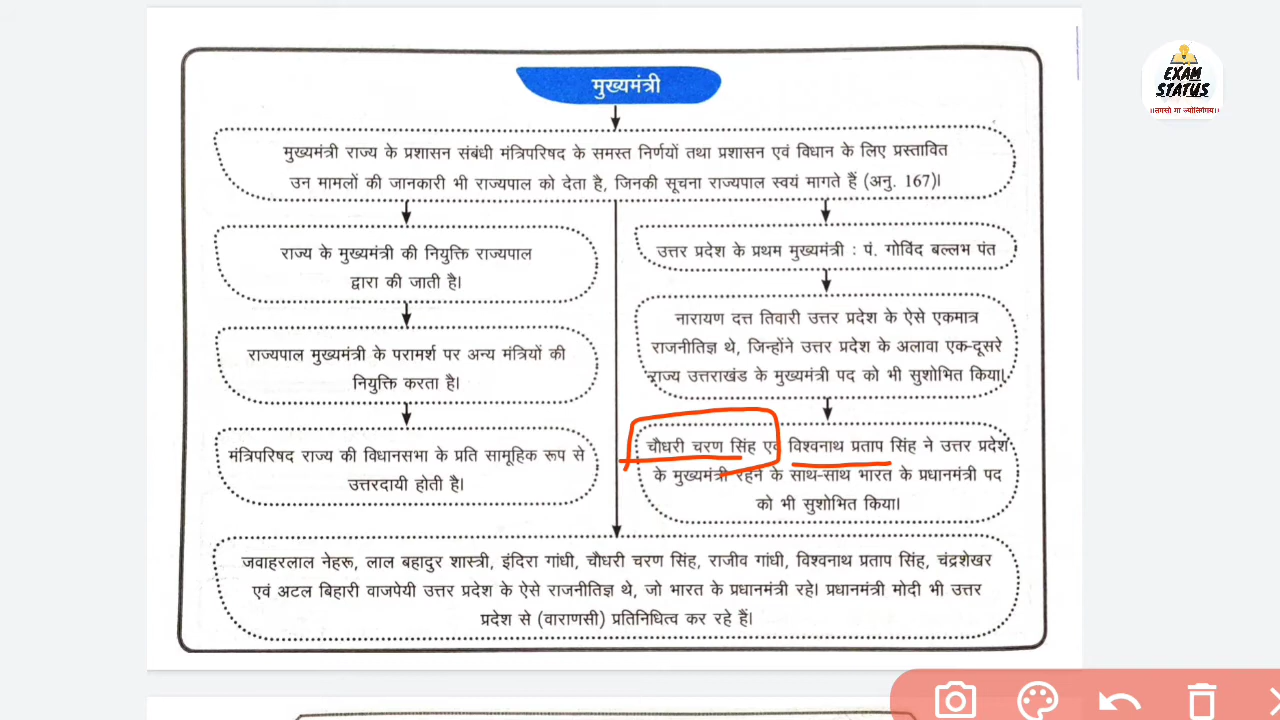 मुख्यमंत्री
EXAM
STATUS
मुख्यमंत्री राज्य के प्रशासन संबंधी मंत्रिपरिषद के समस्त निर्णयों तथा प्रशासन एवं विधान के लिए प्रस्तावित
उन मामलों की जानकारी भी राज्यपाल को देता है, जिनकी सूचना राज्यपाल स्वयं मागते हैं (अनु. 167)।
राज्य के मुख्यमंत्री की नियुक्ति राज्यपाल
द्वारा की जाती है।
राज्यपाल मुख्यमंत्री के परामर्श पर अन्य मंत्रियों की
नियुक्ति करता है।
मंत्रिपरिषद राज्य की विधानसभा के प्रति सामूहिक रूप से
उत्तरदायी होती है।
उत्तर प्रदेश के प्रथम मुख्यमंत्री : पं. गोविंद बल्लभ पंत
नारायण दत्त तिवारी उत्तर प्रदेश के ऐसे एकमात्र
राजनीतिज्ञ थे, जिन्होंने उत्तर प्रदेश के अलावा एक-दूसरे
राज्य उत्तराखंड के मुख्यमंत्री पद को भी सुशोभित किया।
चौधरी चरण सिंह एवं विश्वनाथ प्रताप सिंह ने उत्तर प्रदेश
के मुख्यमंत्री रहने के साथ-साथ भारत के प्रधानमंत्री पद
को भी सुशोभित किया।
जवाहरलाल नेहरू, लाल बहादुर शास्त्री, इंदिरा गांधी, चौधरी चरण सिंह, राजीव गांधी, विश्वनाथ प्रताप सिंह, चंद्रशेखर
एवं अटल बिहारी वाजपेयी उत्तर प्रदेश के ऐसे राजनीतिज्ञ थे, जो भारत के प्रधानमंत्री रहे। प्रधानमंत्री मोदी भी उत्तर
प्रदेश से (वाराणसी) प्रतिनिधित्व कर रहे हैं।